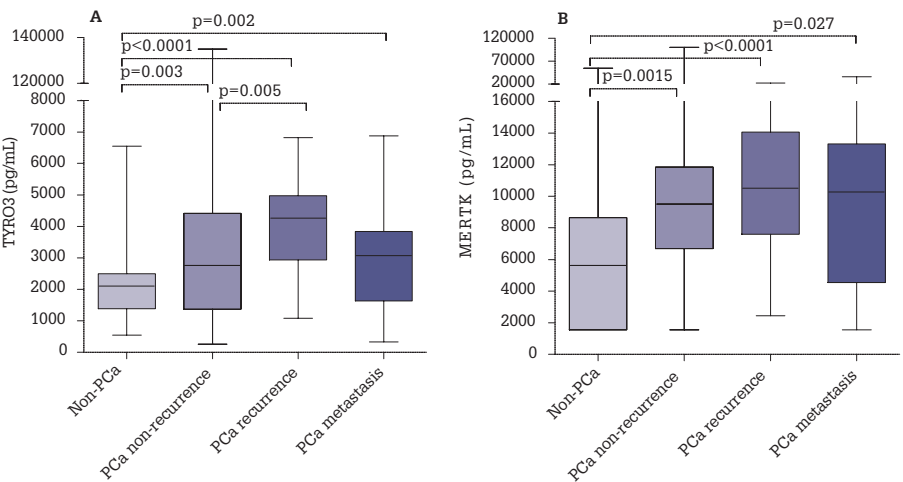 A
p=0.002
p<0.0001
p=0.003
p=0.005
TYRO3 (pg/mL)
140000
120000
8000
7000
6000
5000
4000
3000
2000
1000
0
Non-PCa
PCa non-recurrence
PCa recurrence
PCa metastasis
B
p=0.027
p<0.0001
p=0.0015
MERTK (pg/mL)
120000
70000
20000
16000
14000
12000
10000
8000
6000
4000
2000
0
Non-PCa
PCa non-recurrence
PCa recurrence
PCa metastasis